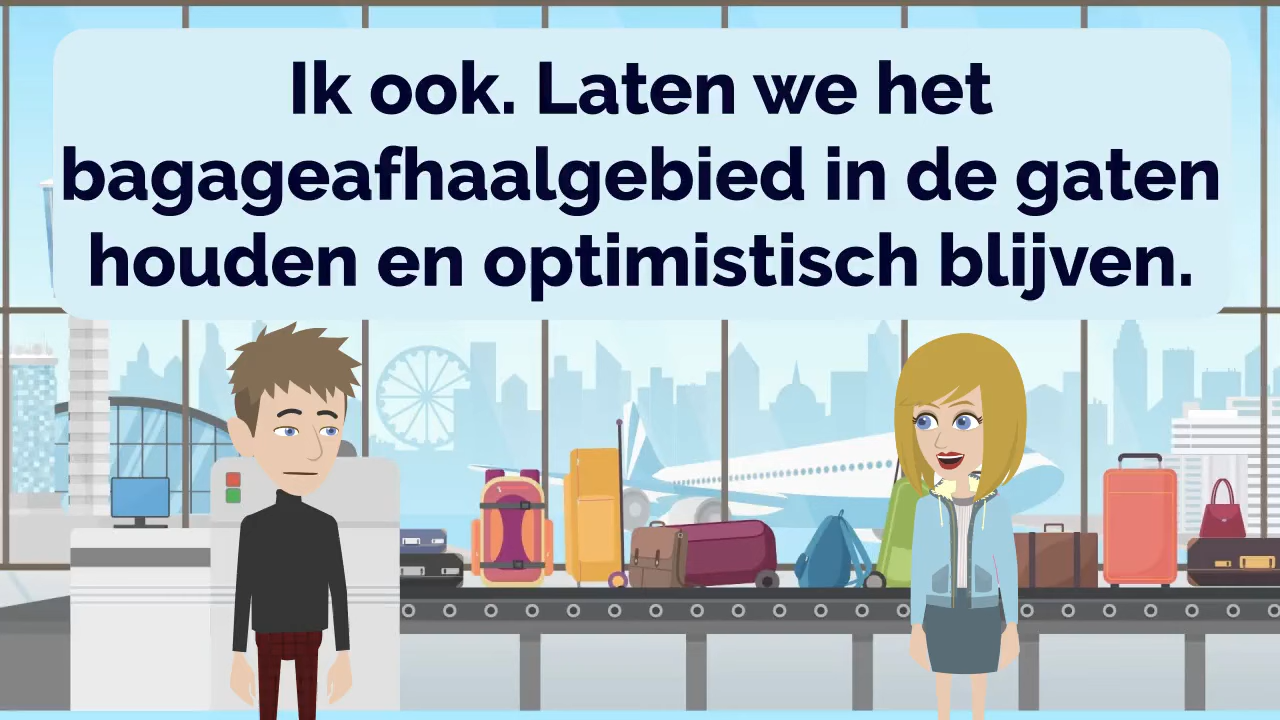 Ik ook. Laten we het
bagageafhaalgebied in de gaten
houden en optimistisch blijven.